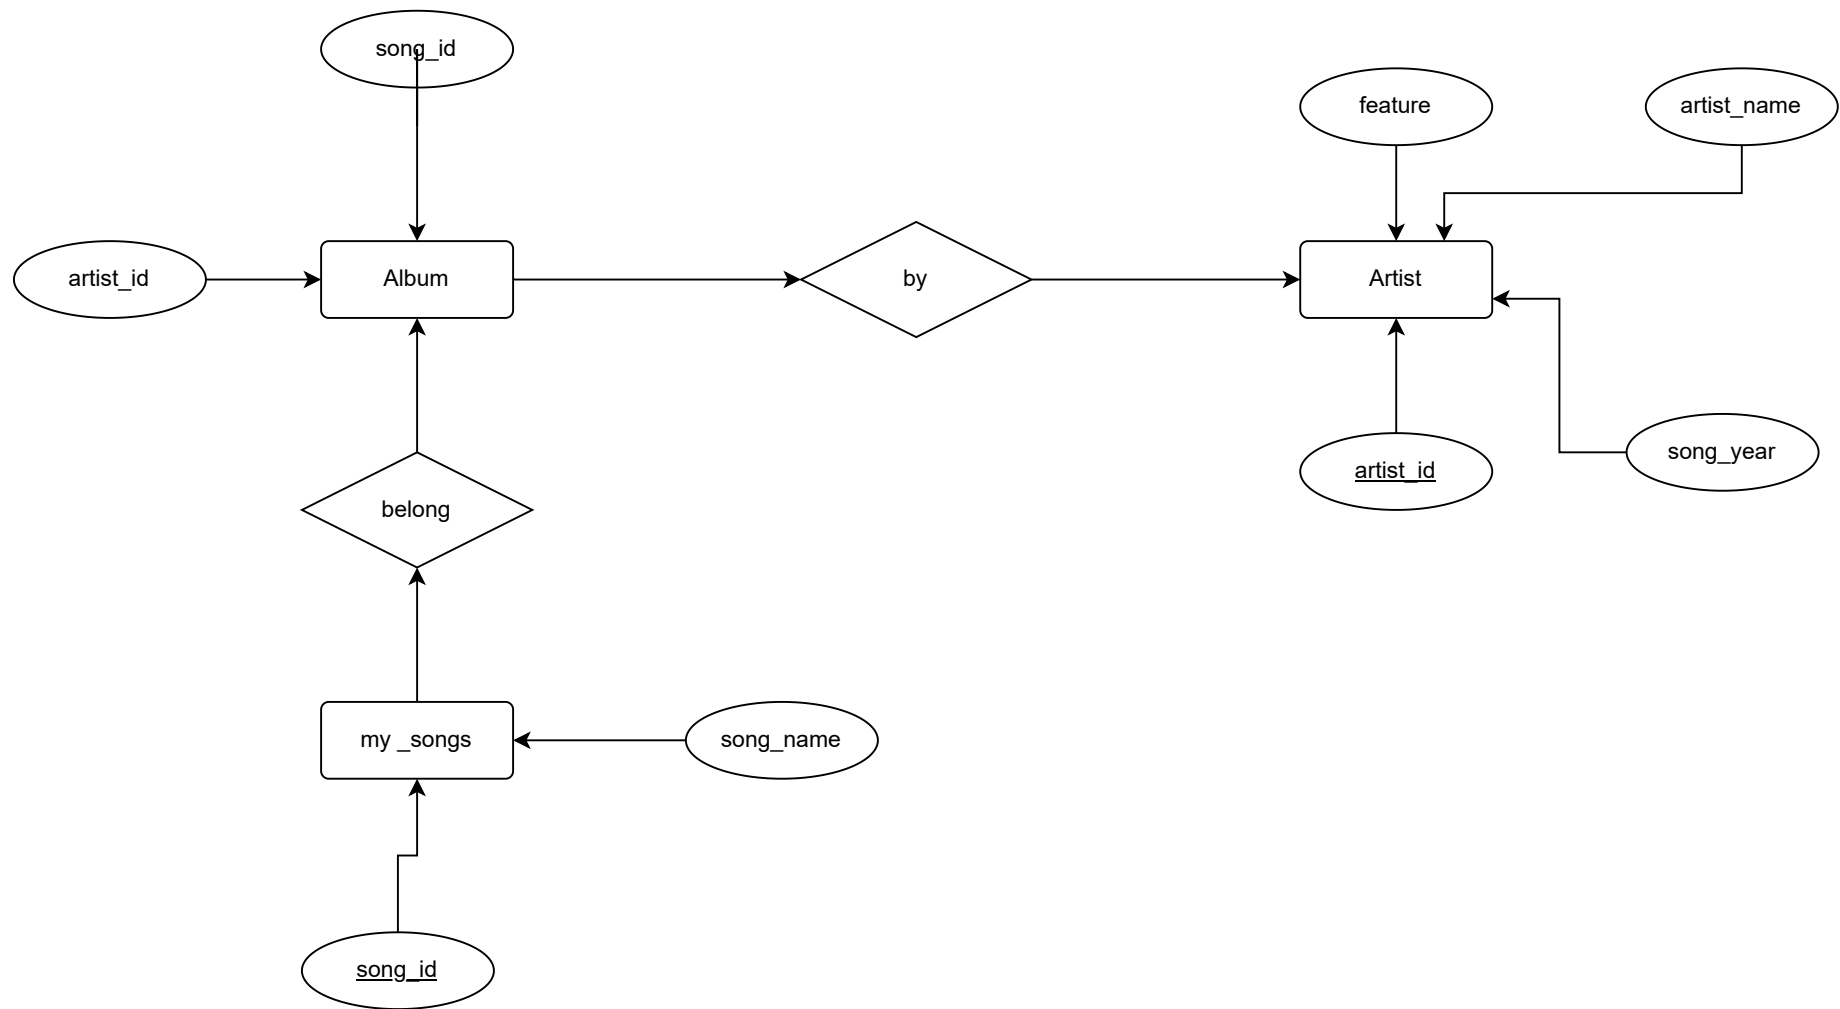 song_id
feature
artist_name
artist_id
Album
by
Artist
artist_id
song_year
belong
my _songs
song_name
song_id